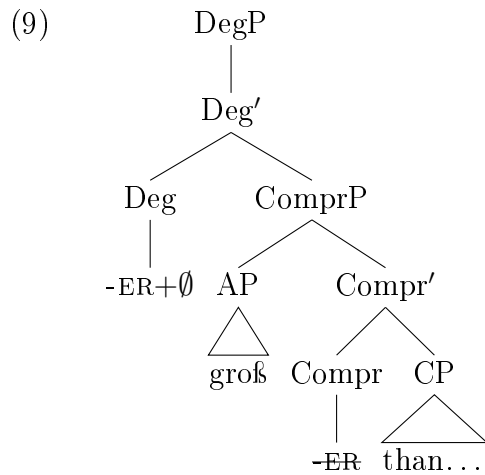 (9)
DegP
Deg′
Deg ComprP
-ER+∅ AP Compr′
groß Compr CP
-ER than…